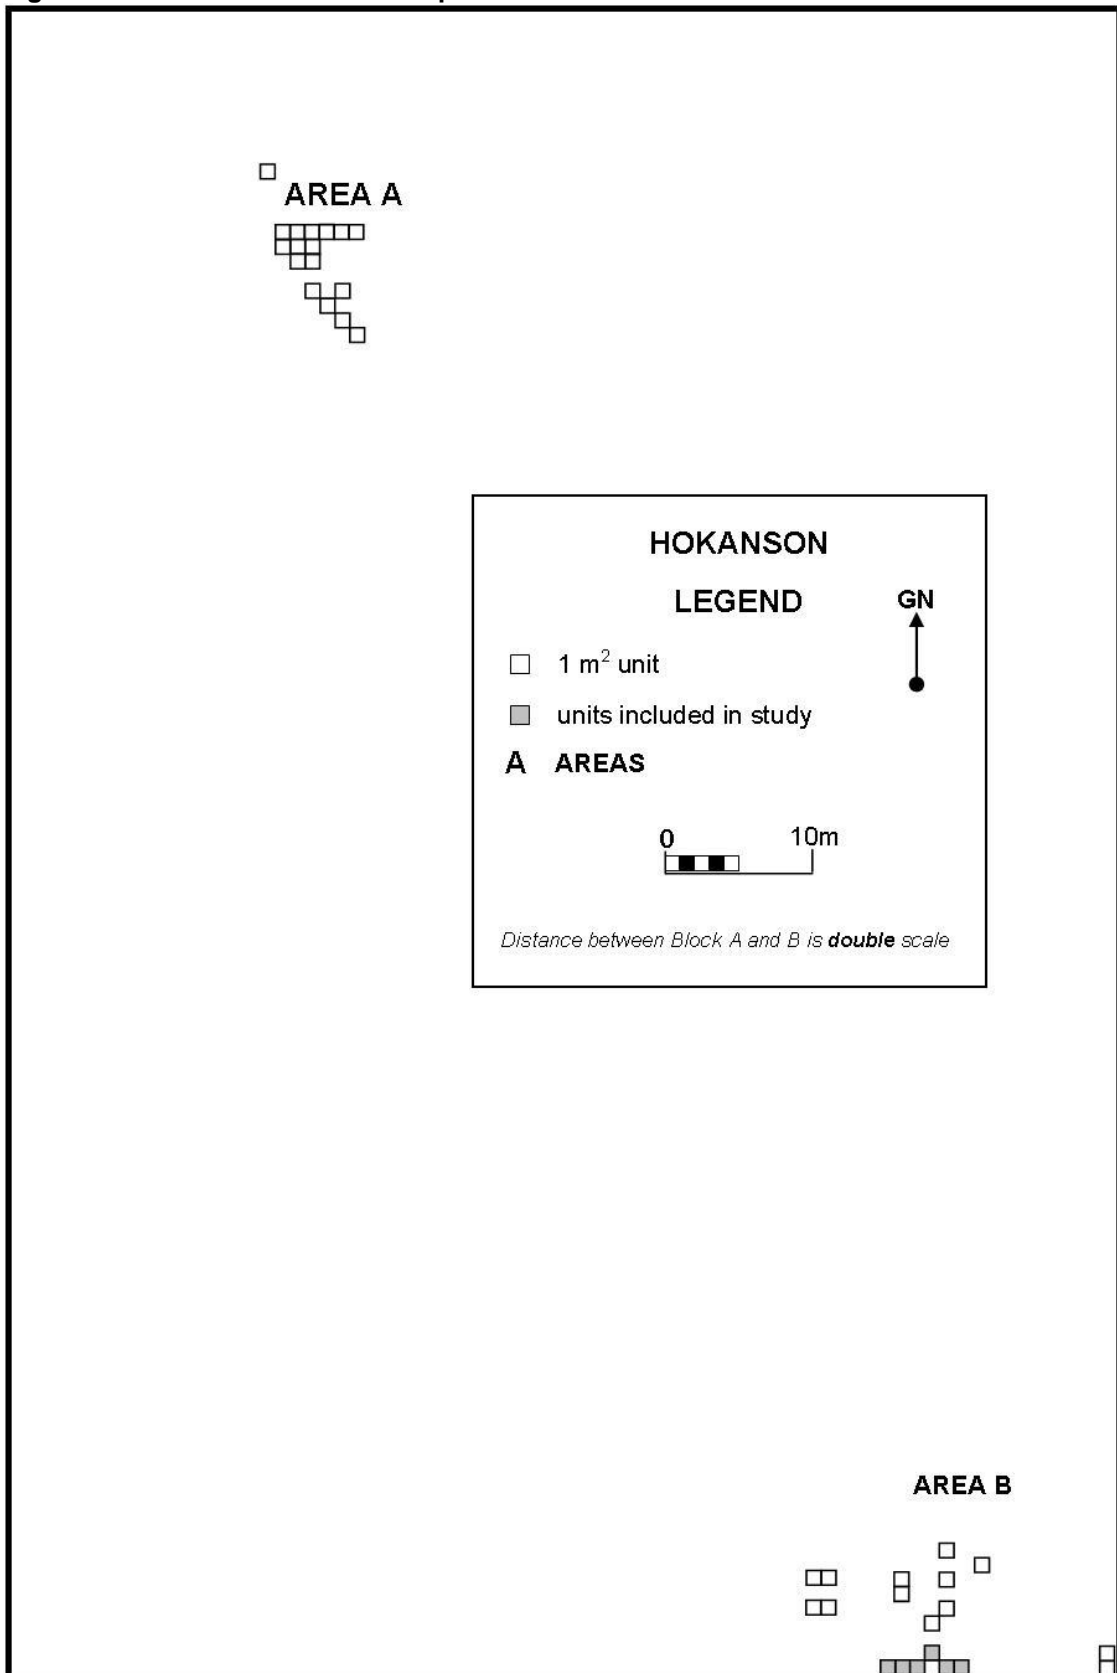 AREA A
HOKANSON
LEGEND
GN
1 m² unit
units included in study
A AREAS
0 10m
Distance between Block A and B is double scale
AREA B